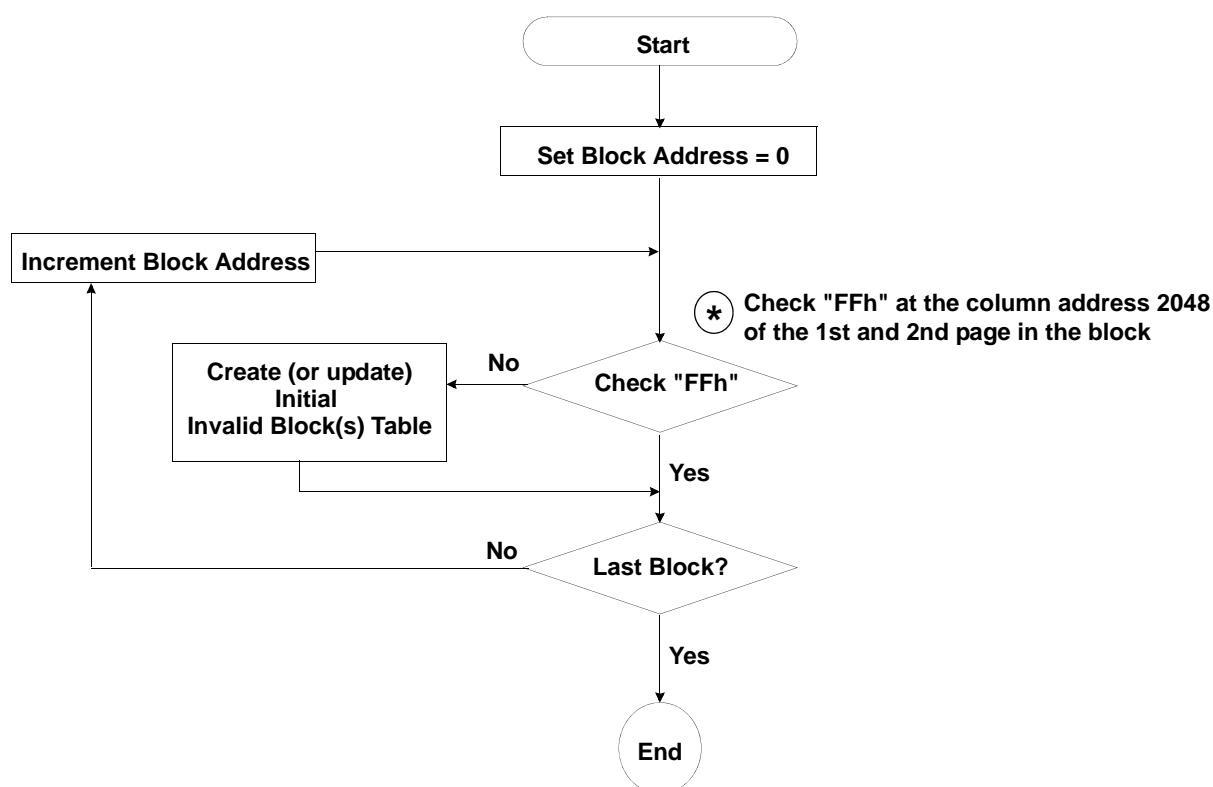 Start
Set Block Address = 0
Increment Block Address
* Check "FFh" at the column address 2048
of the 1st and 2nd page in the block
No
Create (or update)
Initial
Invalid Block(s) Table
Check "FFh"
Yes
No
Last Block?
Yes
End